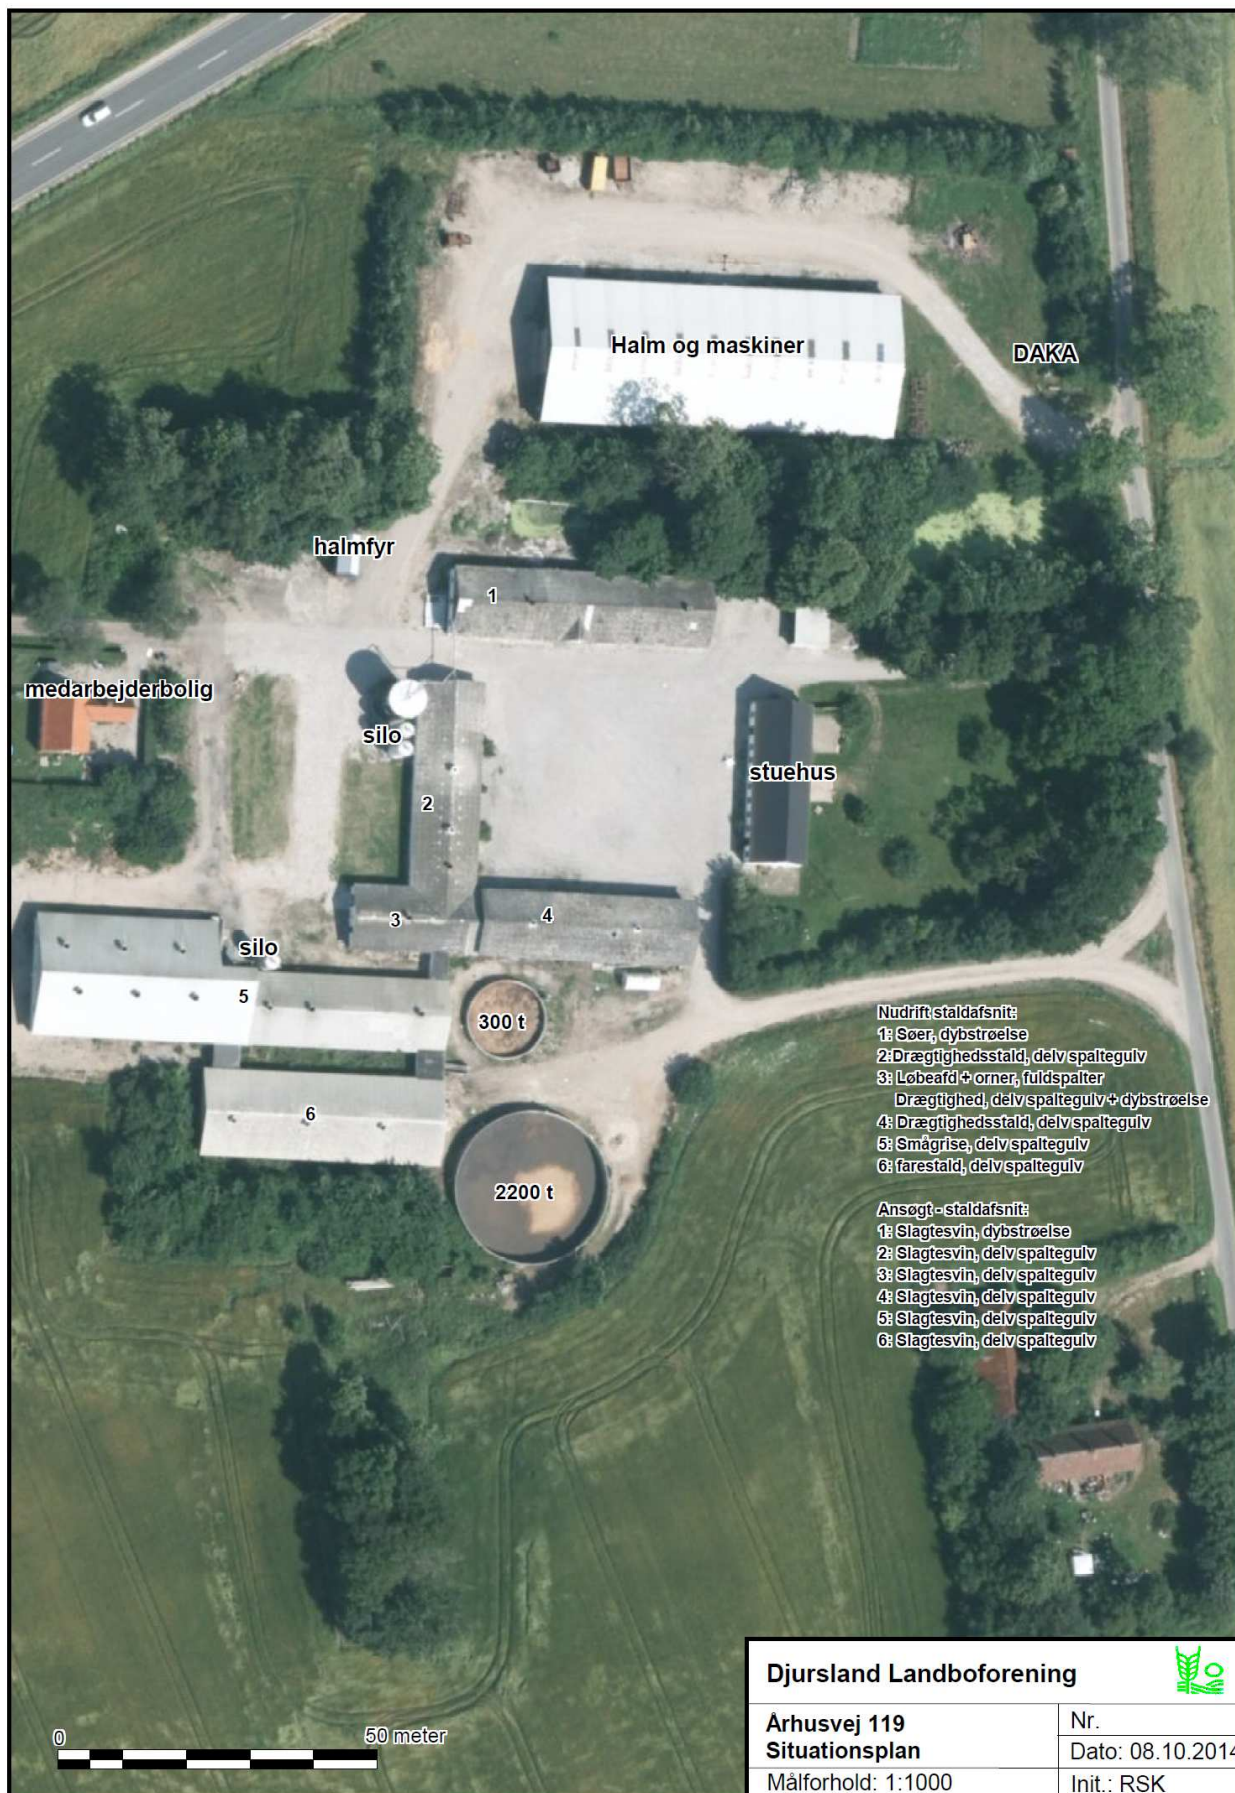 Halm og maskiner
DAKA
halmfyr
1
medarbejderbolig
silo
stuehus
2
3
4
silo
5
300 t
6
2200 t
Nudrift staldafsnit:
1: Søer, dybstrøelse
2:Drægtighedsstald, delv spaltegulv
3: Løbeafd + orner, fuldspalter
Drægtighed, delv spaltegulv + dybstrøelse
4: Drægtighedsstald, delv spaltegulv
5: Smågrise, delv spaltegulv
6: farestald, delv spaltegulv
Ansøgt - staldafsnit:
1: Slagtesvin, dybstrøelse
2: Slagtesvin, delv spaltegulv
3: Slagtesvin, delv spaltegulv
4: Slagtesvin, delv spaltegulv
5: Slagtesvin, delv spaltegulv
6: Slagtesvin, delv spaltegulv
0 50 meter
Djursland Landboforening
Århusvej 119
Situationsplan
Målforhold: 1:1000
Nr.
Dato: 08.10.2014
Init.: RSK